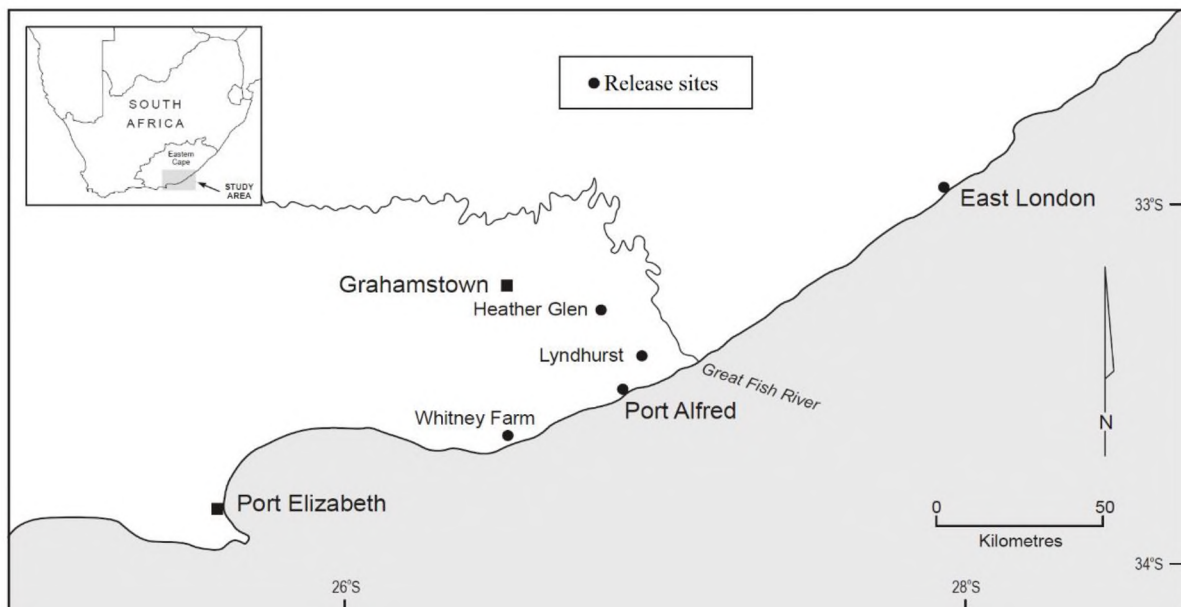 SOUTH
AFRICA
Eastern
Cape
STUDY
AREA
● Release sites
East London
33°S
Grahamstown
Heather Glen
Lyndhurst
Great Fish River
Port Alfred
Whitney Farm
Port Elizabeth
N
0 50
Kilometres
34°S
26°S 28°S